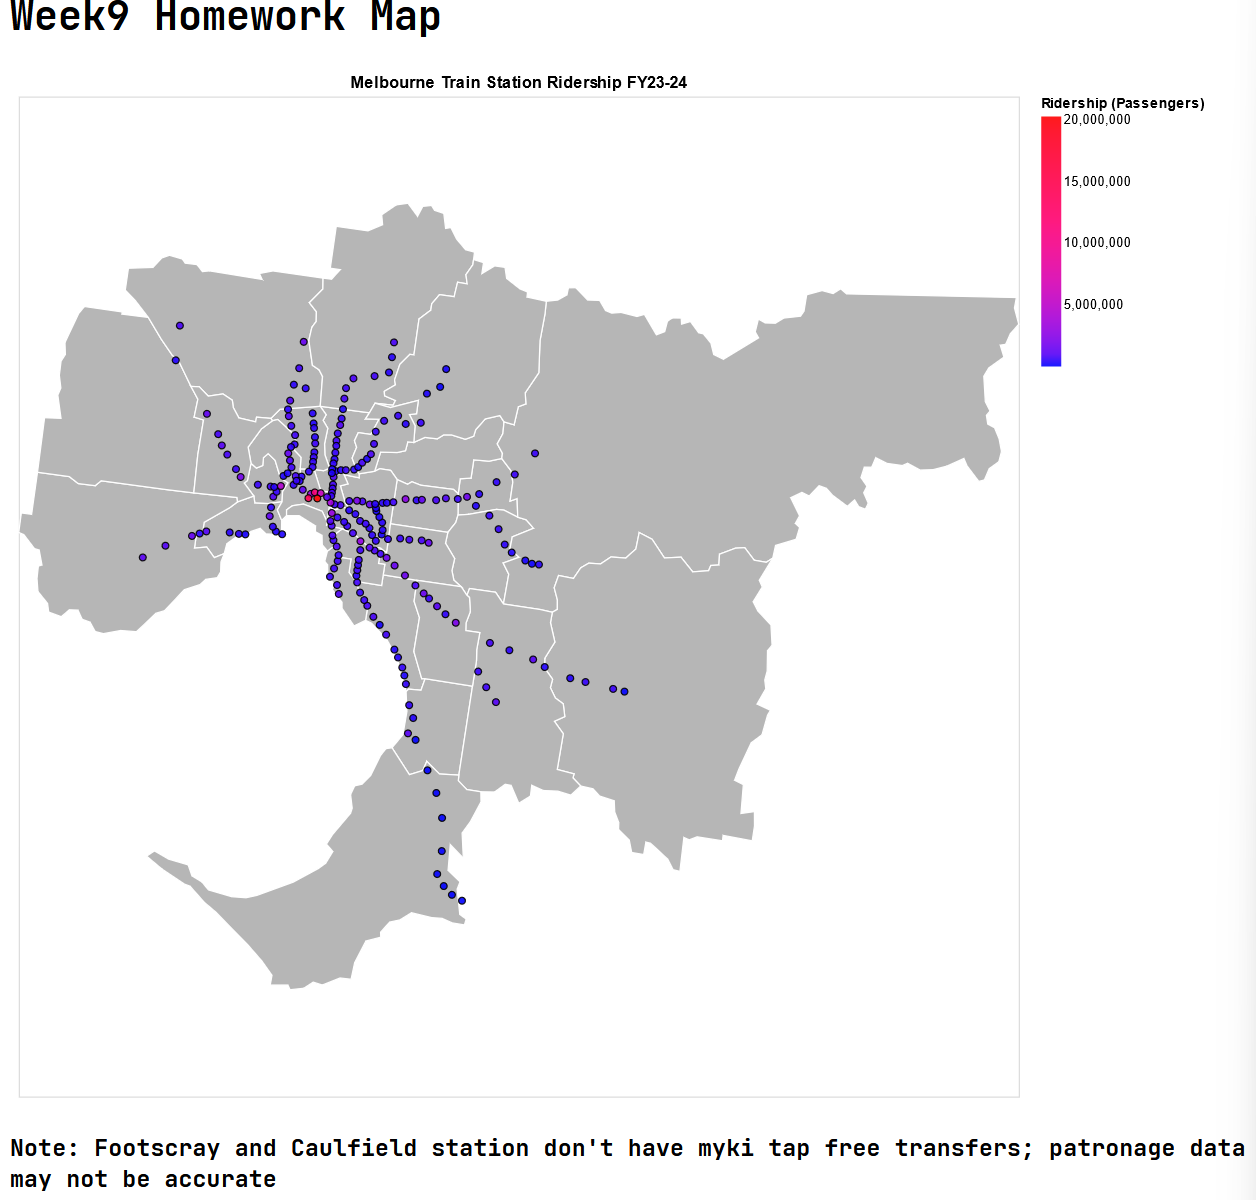 Week9 Homework Map
Melbourne Train Station Ridership FY23-24
Ridership (Passengers)
20,000,000
15,000,000
10,000,000
5,000,000
Note: Footscray and Caulfield station don't have myki tap free transfers; patronage data
may not be accurate